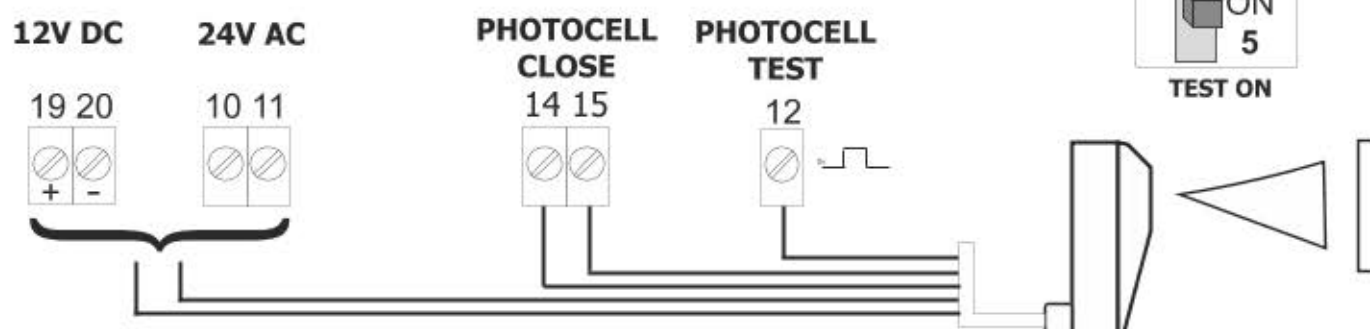 12V DC
24V AC
PHOTOCELL
CLOSE
PHOTOCELL
TEST
ON
5
TEST ON
19 20
10 11
14 15
12
+ -